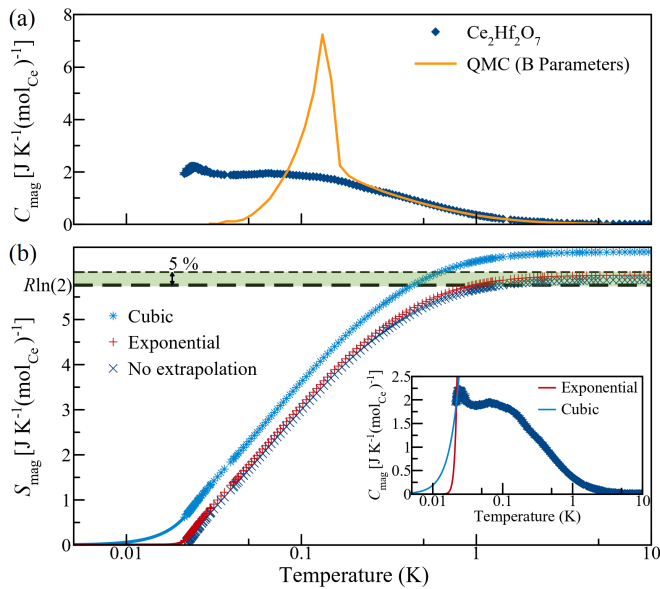 (a)
8
6
4
2
0
C_mag [J K⁻¹(mol_Ce)⁻¹]
Ce₂Hf₂O₇
QMC (B Parameters)
(b)
5 %
Rln(2)
5
4
3
2
1
0
S_mag [J K⁻¹(mol_Ce)⁻¹]
Cubic
Exponential
No extrapolation
2.5
2
1.5
1
0.5
0
C_mag [J K⁻¹(mol_Ce)⁻¹]
Exponential
Cubic
0.01 0.1 1 10
Temperature (K)
0.01 0.1 1 10
Temperature (K)